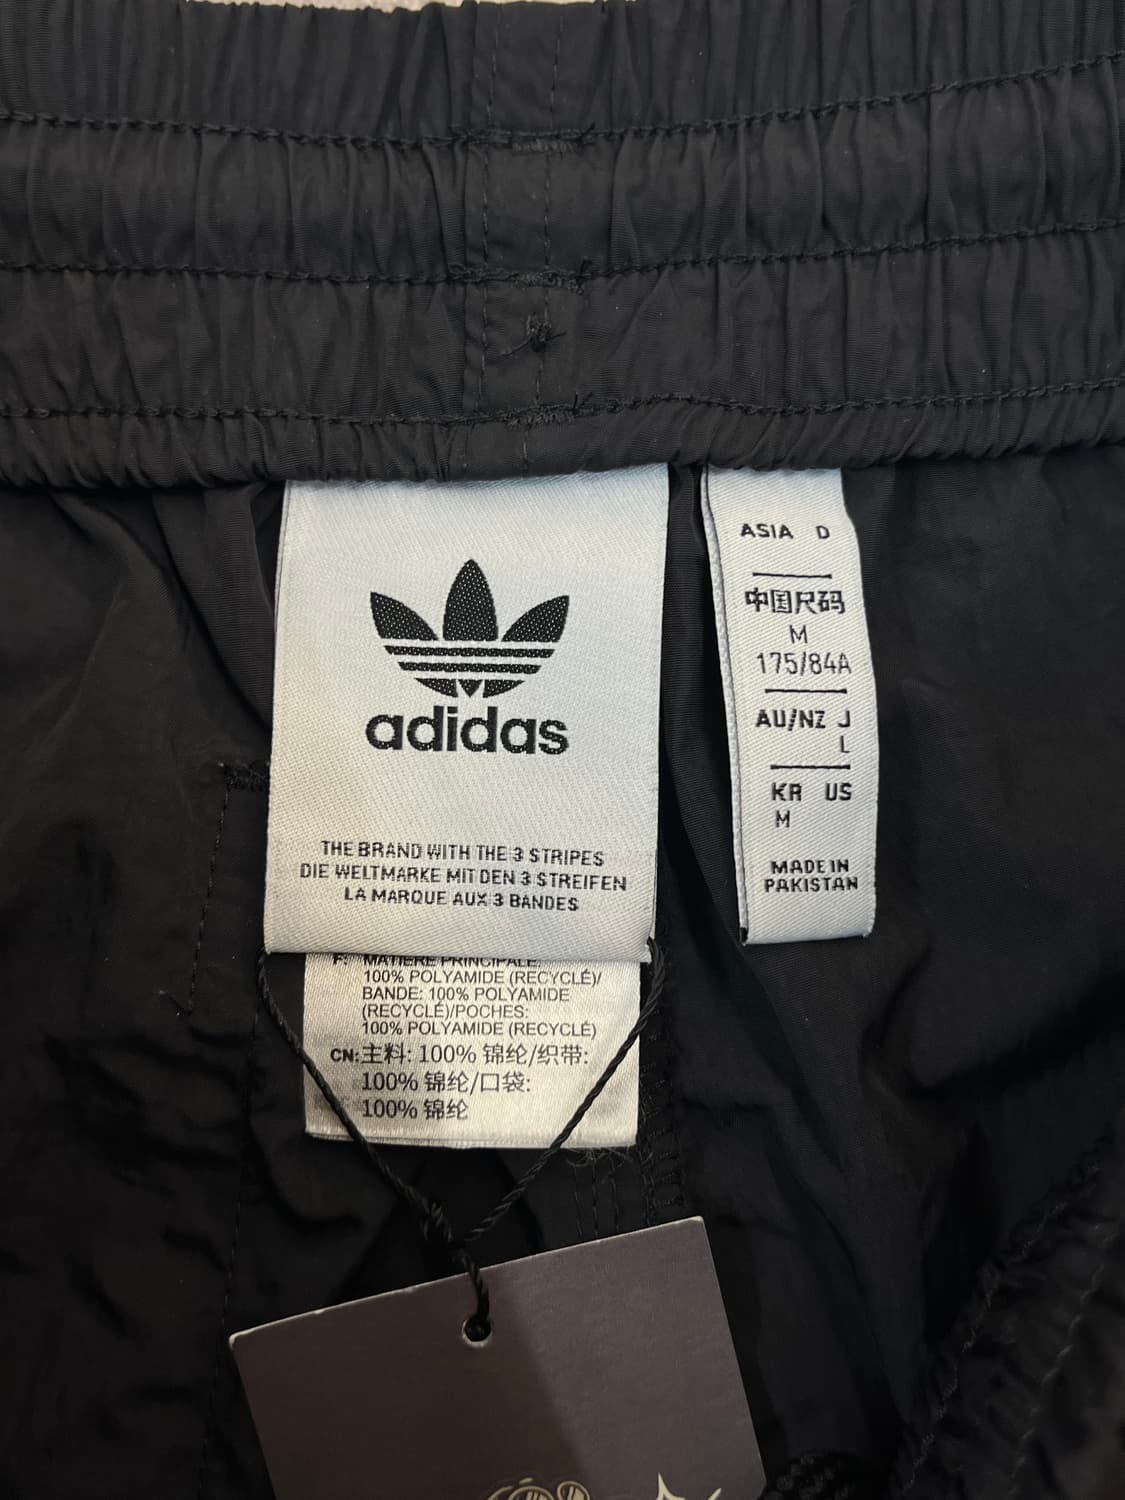 adidas
THE BRAND WITH THE 3 STRIPES
DIE WELTMARKE MIT DEN 3 STREIFEN
LA MARQUE AUX 3 BANDES
F: MATIÈRE PRINCIPALE:
100% POLYAMIDE (RECYCLÉ)/
BANDE: 100% POLYAMIDE
(RECYCLÉ)/POCHES:
100% POLYAMIDE (RECYCLÉ)
CN: 主料: 100% 锦纶/织带:
100% 锦纶/口袋:
100% 锦纶
ASIA D
中国尺码
M
175/84A
AU/NZ J
L
KR US
M
MADE IN
PAKISTAN